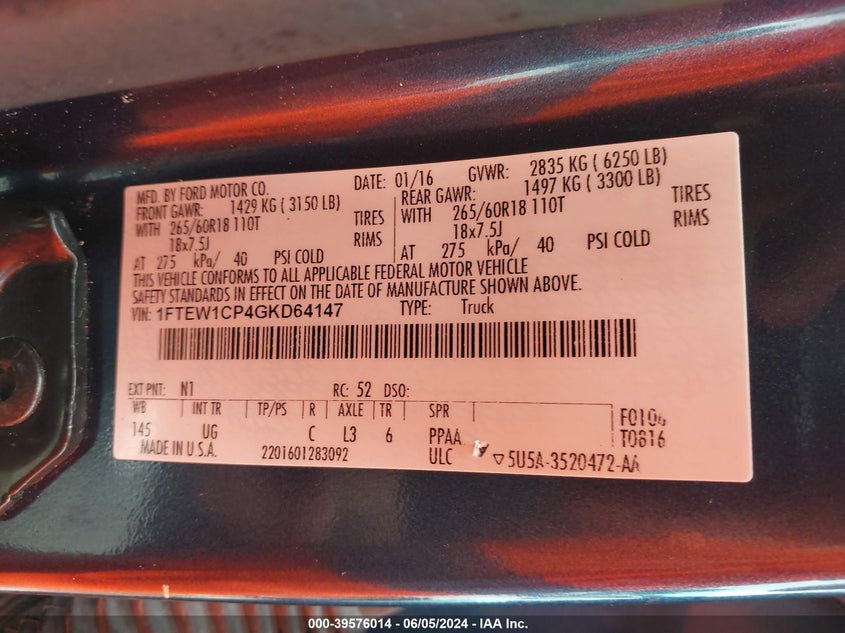 MFD. BY FORD MOTOR CO. DATE: 01/16 GVWR: 2835 KG ( 6250 LB)
FRONT GAWR: 1429 KG ( 3150 LB) REAR GAWR: 1497 KG ( 3300 LB)
WITH 265/60R18 110T TIRES WITH 265/60R18 110T TIRES
18x7.5J RIMS 18x7.5J RIMS
AT 275 kPa/ 40 PSI COLD AT 275 kPa/ 40 PSI COLD
THIS VEHICLE CONFORMS TO ALL APPLICABLE FEDERAL MOTOR VEHICLE
SAFETY STANDARDS IN EFFECT ON THE DATE OF MANUFACTURE SHOWN ABOVE.
VIN: 1FTEW1CP4GKD64147 TYPE: Truck
EXT PNT: N1 RC: 52 DSO:
WB INT TR TP/PS R AXLE TR SPR
145 UG C L3 6 PPAA
F0106
T0816
MADE IN U.S.A. 2201601283092 ULC ▽5U5A-3520472-AA
000-39576014 — 06/05/2024 — IAA Inc.